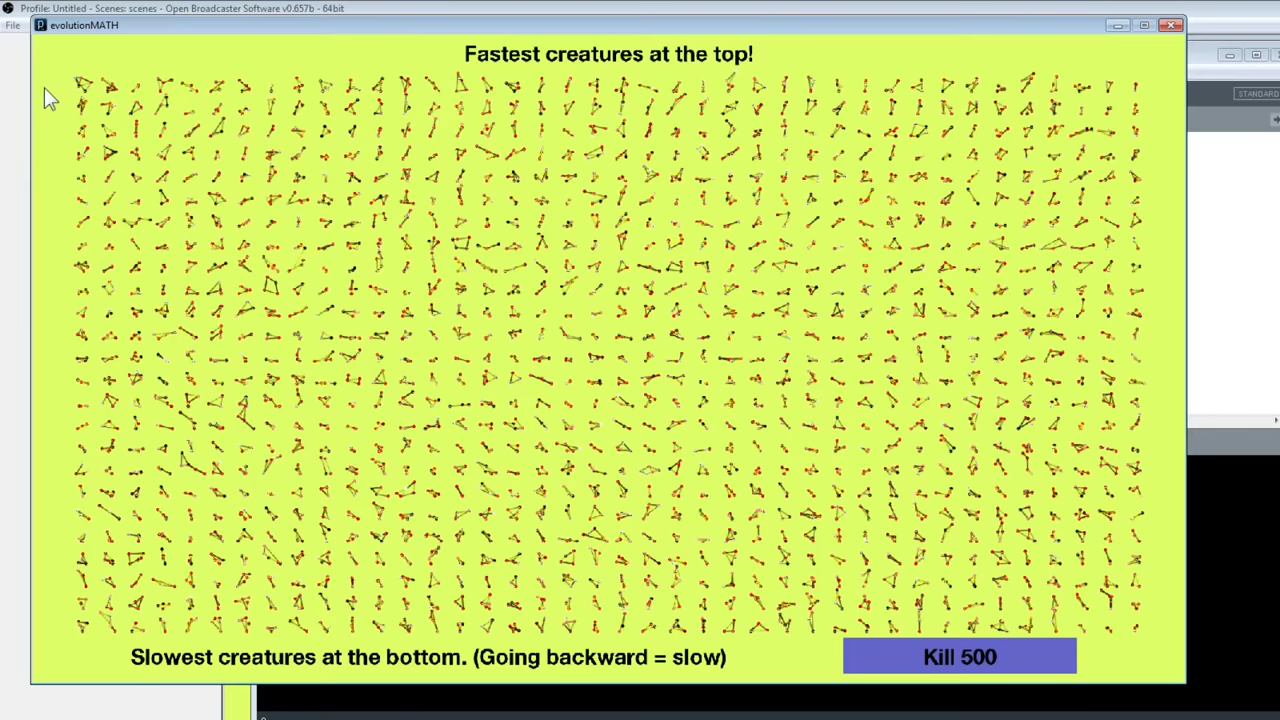 Profile: Untitled - Scenes: scenes - Open Broadcaster Software v0.657b - 64bit
File
evolutionMATH
Fastest creatures at the top!
STANDARD
Slowest creatures at the bottom. (Going backward = slow)
Kill 500